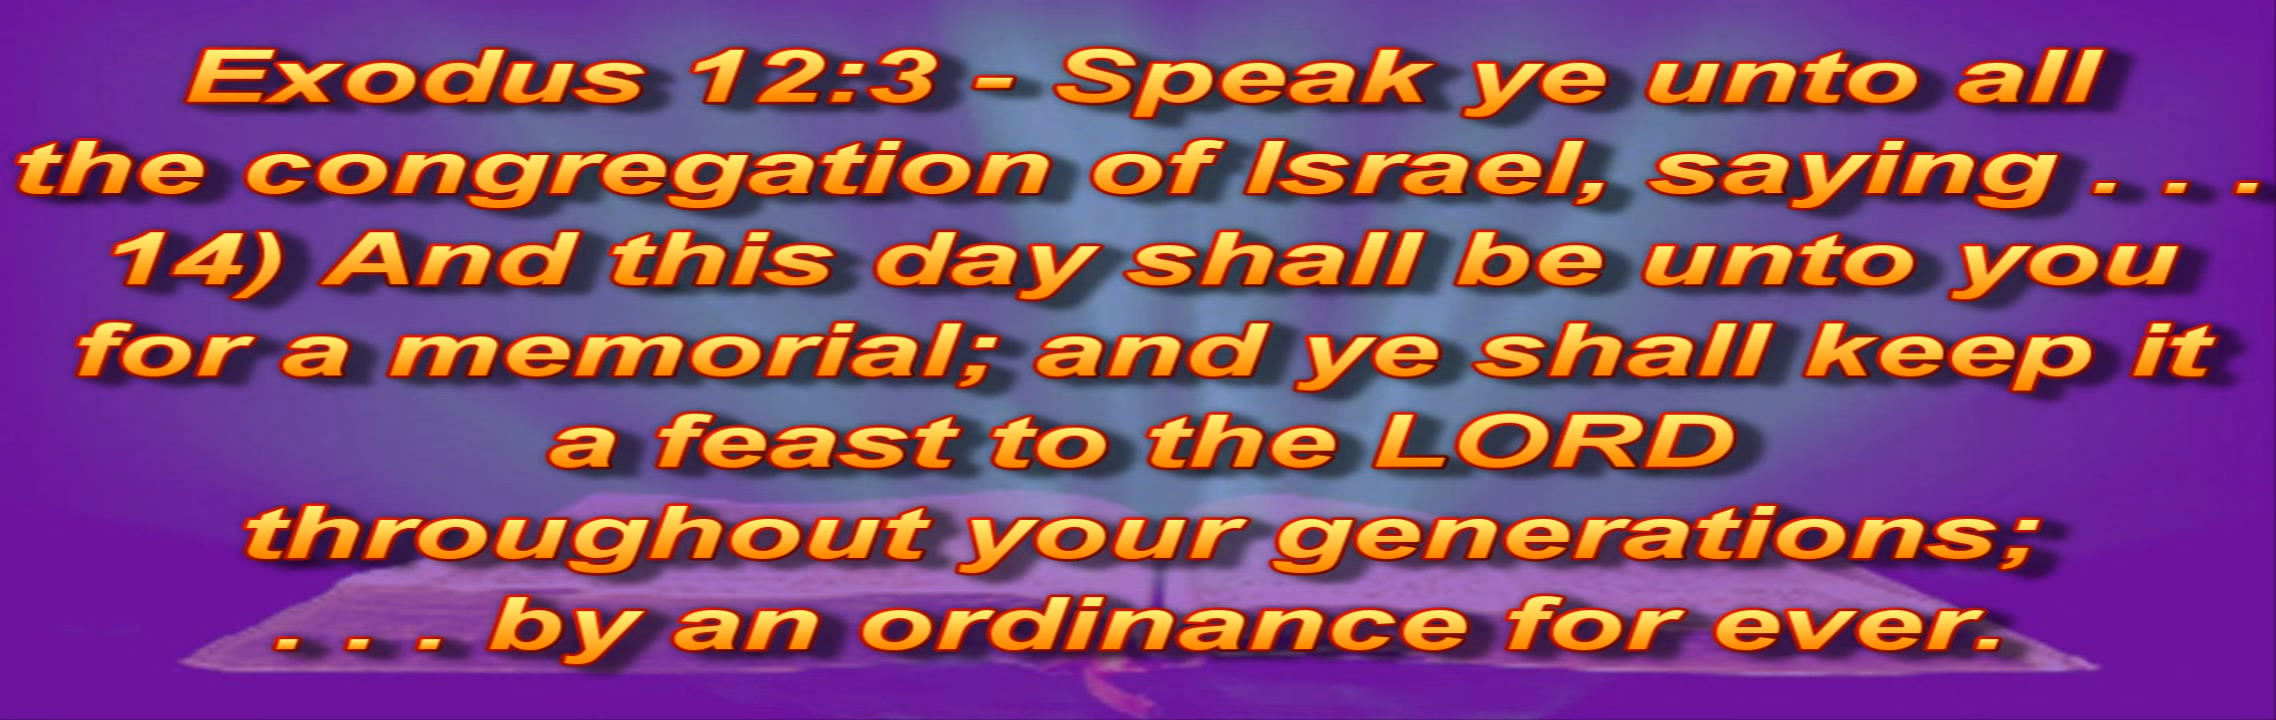 Exodus 12:3 - Speak ye unto all
the congregation of Israel, saying . . .
14) And this day shall be unto you
for a memorial; and ye shall keep it
a feast to the LORD
throughout your generations;
. . . by an ordinance for ever.